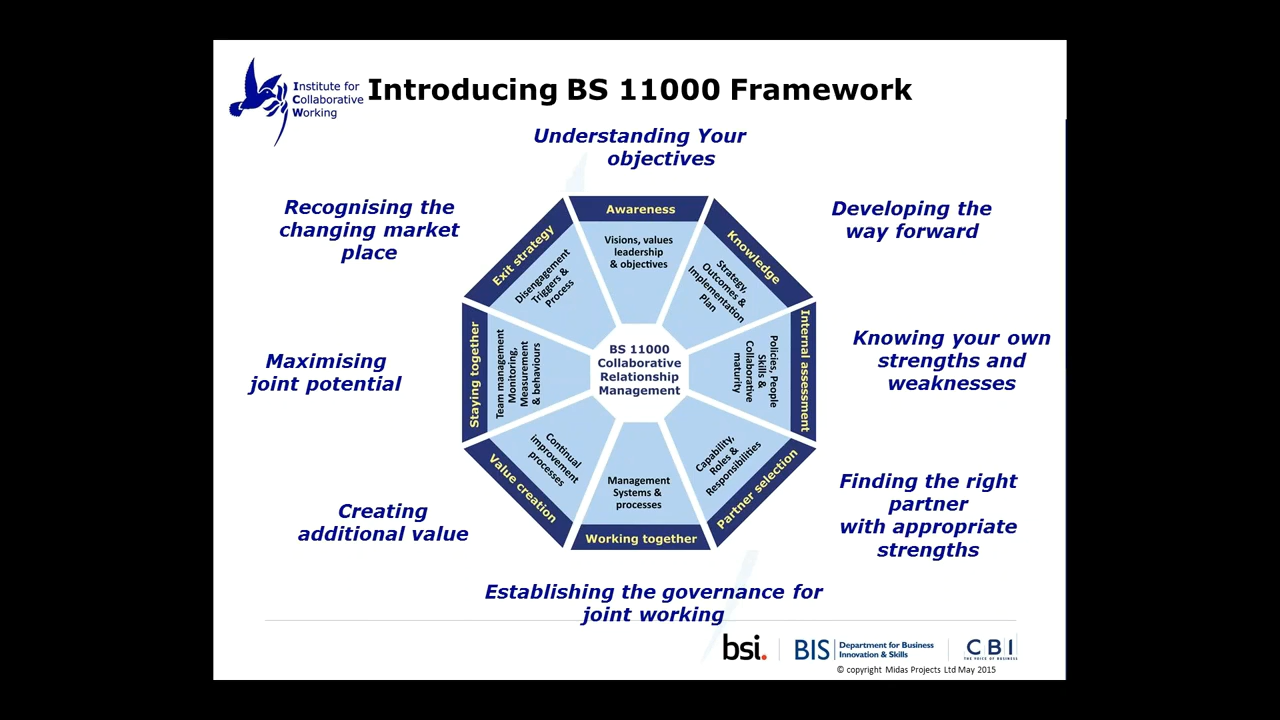 Institute for
Collaborative
Working
Introducing BS 11000 Framework
Understanding Your
objectives
Recognising the
changing market
place
Developing the
way forward
Awareness
Visions, values
leadership
& objectives
Knowledge
Strategy,
Outcomes &
Implementation
Plan
Internal assessment
Policies, People
Skills &
Collaborative
maturity
Knowing your own
strengths and
weaknesses
Partner selection
Capability,
Roles &
Responsibilities
Finding the right
partner
with appropriate
strengths
Working together
Management
Systems &
processes
Establishing the governance for
joint working
Value creation
Continual
improvement
processes
Creating
additional value
Staying together
Team management
Monitoring,
Measurement
& behaviours
Maximising
joint potential
Exit strategy
Disengagement
Triggers &
Process
BS 11000
Collaborative
Relationship
Management
bsi.
BIS
Department for Business
Innovation & Skills
CBI
THE VOICE OF BUSINESS
© copyright Midas Projects Ltd May 2015